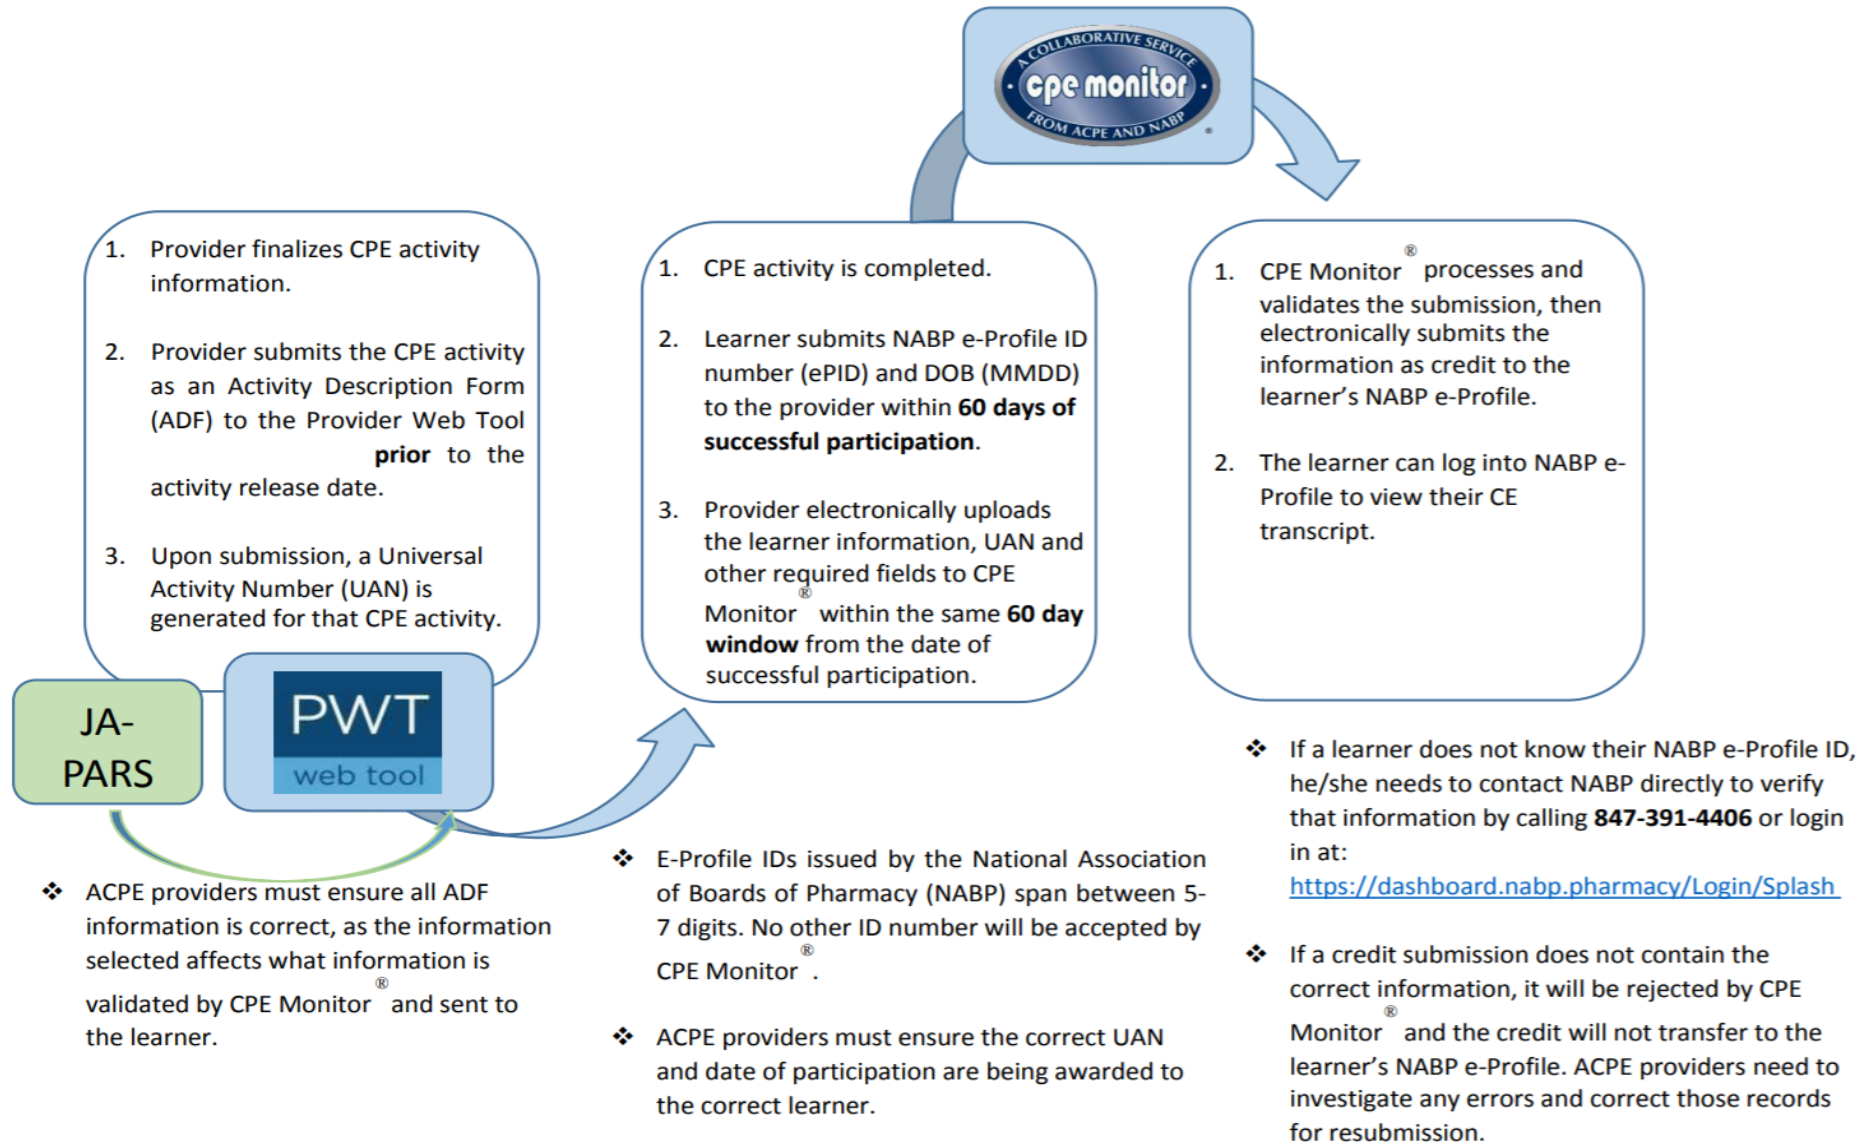 A COLLABORATIVE SERVICE
cpe monitor
FROM ACPE AND NABP
®
1. Provider finalizes CPE activity
information.
2. Provider submits the CPE activity
as an Activity Description Form
(ADF) to the Provider Web Tool
prior to the
activity release date.
3. Upon submission, a Universal
Activity Number (UAN) is
generated for that CPE activity.
JA-
PARS
PWT
web tool
❖ ACPE providers must ensure all ADF
information is correct, as the information
selected affects what information is
validated by CPE Monitor® and sent to
the learner.
1. CPE activity is completed.
2. Learner submits NABP e-Profile ID
number (ePID) and DOB (MMDD)
to the provider within 60 days of
successful participation.
3. Provider electronically uploads
the learner information, UAN and
other required fields to CPE
Monitor® within the same 60 day
window from the date of
successful participation.
❖ E-Profile IDs issued by the National Association
of Boards of Pharmacy (NABP) span between 5-
7 digits. No other ID number will be accepted by
CPE Monitor®.
❖ ACPE providers must ensure the correct UAN
and date of participation are being awarded to
the correct learner.
1. CPE Monitor® processes and
validates the submission, then
electronically submits the
information as credit to the
learner’s NABP e-Profile.
2. The learner can log into NABP e-
Profile to view their CE
transcript.
❖ If a learner does not know their NABP e-Profile ID,
he/she needs to contact NABP directly to verify
that information by calling 847-391-4406 or login
in at:
https://dashboard.nabp.pharmacy/Login/Splash
❖ If a credit submission does not contain the
correct information, it will be rejected by CPE
Monitor® and the credit will not transfer to the
learner’s NABP e-Profile. ACPE providers need to
investigate any errors and correct those records
for resubmission.